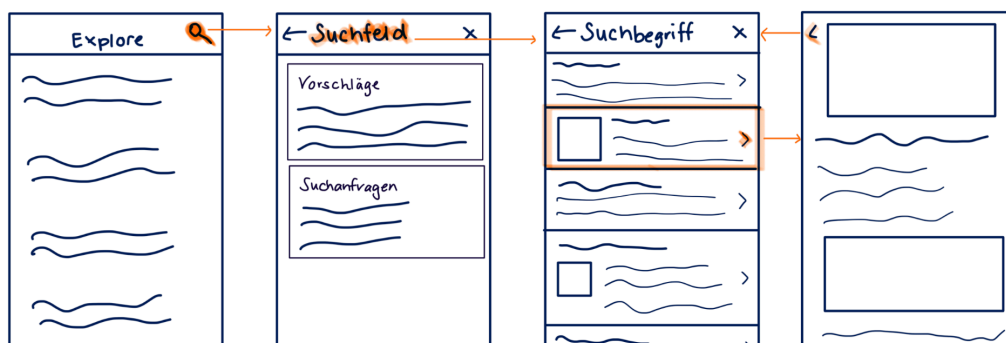 Explore
← Suchfeld ×
Vorschläge
Suchanfragen
← Suchbegriff ×